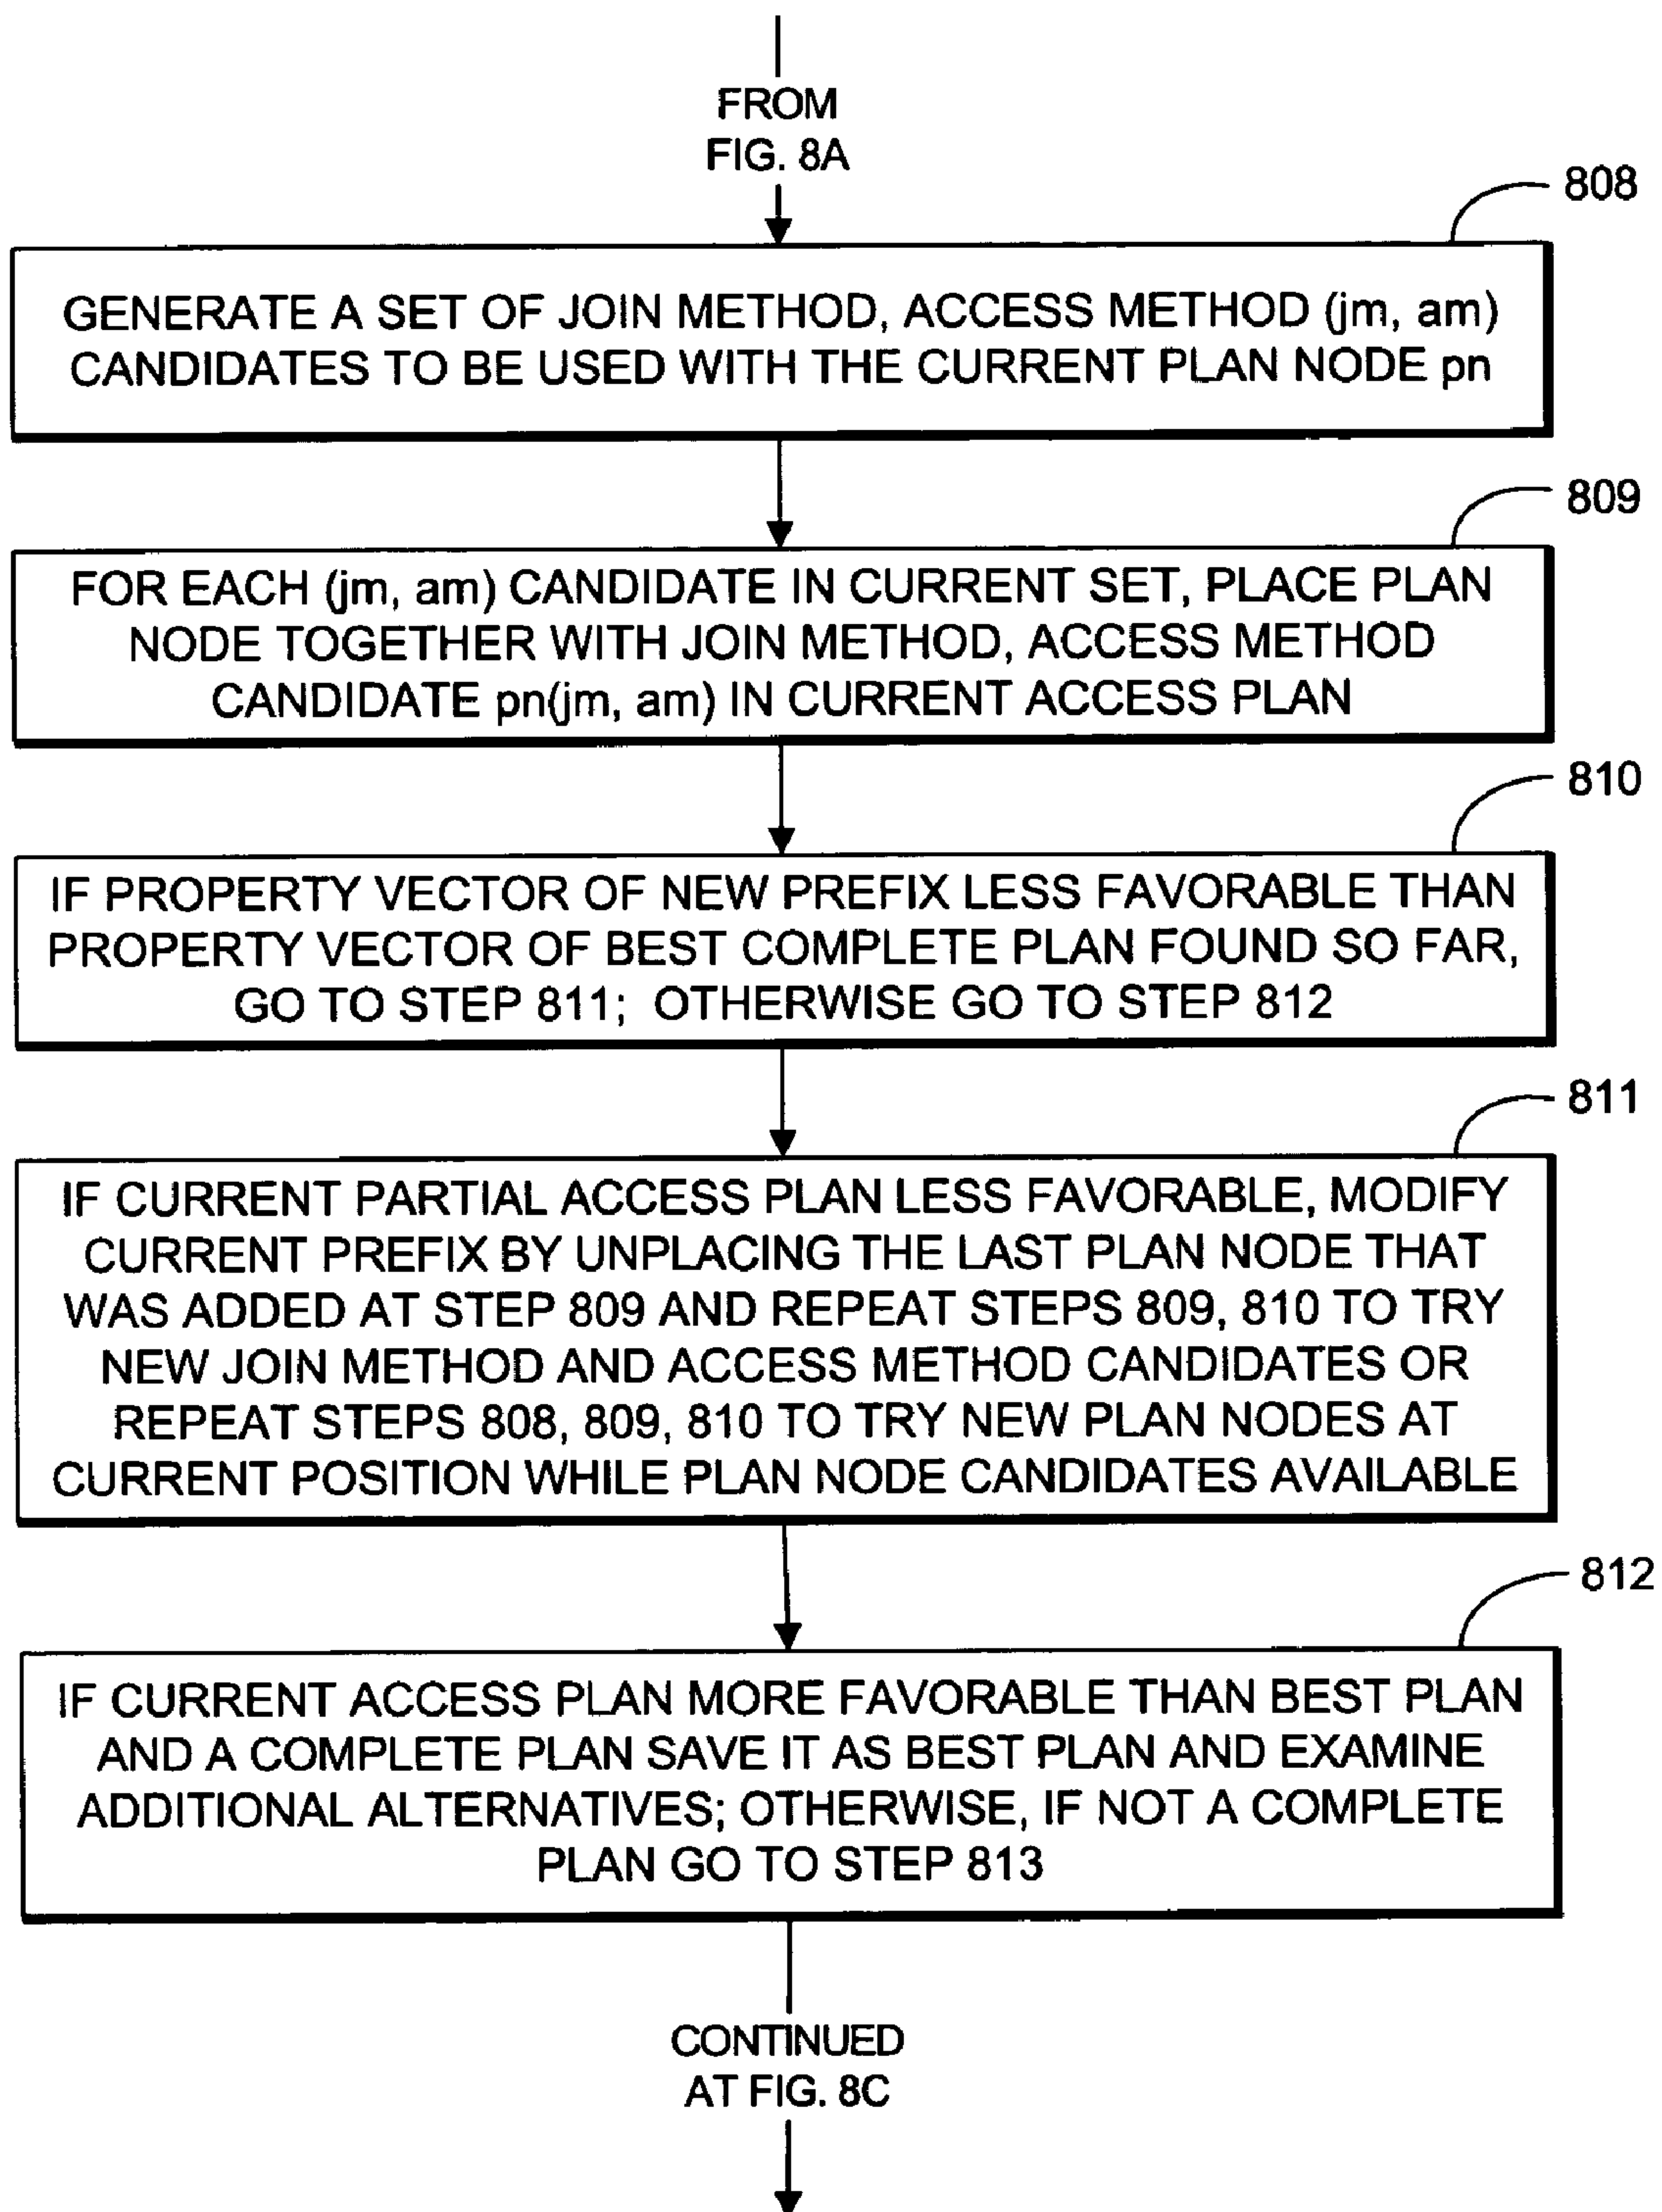 FROM
FIG. 8A
808
GENERATE A SET OF JOIN METHOD, ACCESS METHOD (jm, am)
CANDIDATES TO BE USED WITH THE CURRENT PLAN NODE pn
809
FOR EACH (jm, am) CANDIDATE IN CURRENT SET, PLACE PLAN
NODE TOGETHER WITH JOIN METHOD, ACCESS METHOD
CANDIDATE pn(jm, am) IN CURRENT ACCESS PLAN
810
IF PROPERTY VECTOR OF NEW PREFIX LESS FAVORABLE THAN
PROPERTY VECTOR OF BEST COMPLETE PLAN FOUND SO FAR,
GO TO STEP 811; OTHERWISE GO TO STEP 812
811
IF CURRENT PARTIAL ACCESS PLAN LESS FAVORABLE, MODIFY
CURRENT PREFIX BY UNPLACING THE LAST PLAN NODE THAT
WAS ADDED AT STEP 809 AND REPEAT STEPS 809, 810 TO TRY
NEW JOIN METHOD AND ACCESS METHOD CANDIDATES OR
REPEAT STEPS 808, 809, 810 TO TRY NEW PLAN NODES AT
CURRENT POSITION WHILE PLAN NODE CANDIDATES AVAILABLE
812
IF CURRENT ACCESS PLAN MORE FAVORABLE THAN BEST PLAN
AND A COMPLETE PLAN SAVE IT AS BEST PLAN AND EXAMINE
ADDITIONAL ALTERNATIVES; OTHERWISE, IF NOT A COMPLETE
PLAN GO TO STEP 813
CONTINUED
AT FIG. 8C